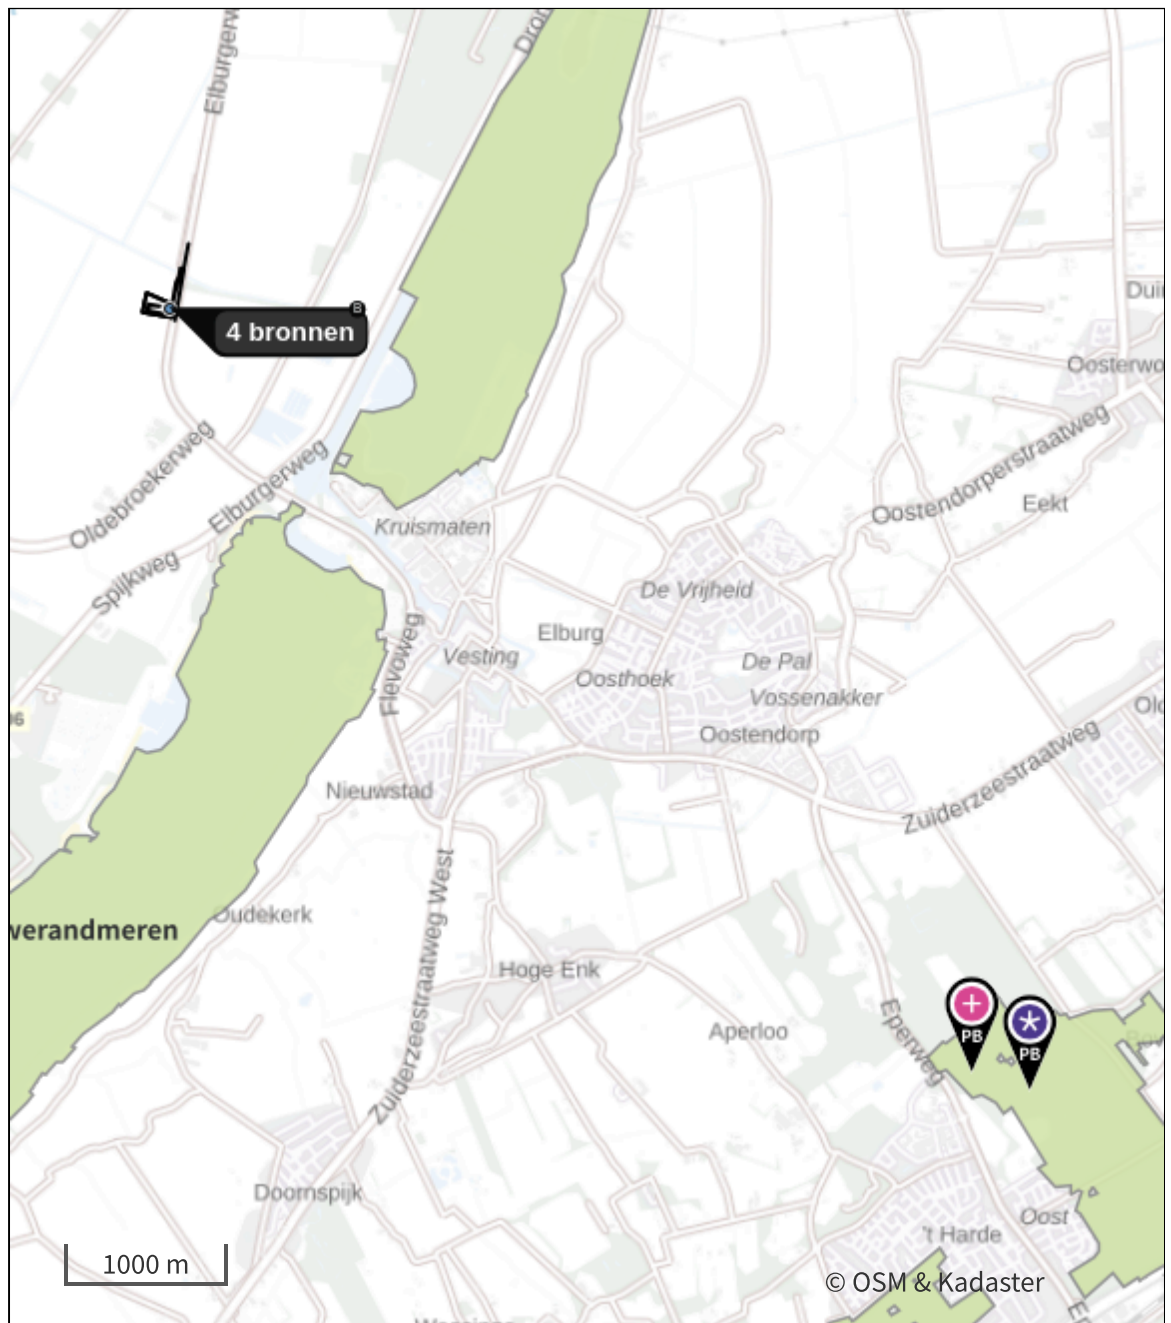 Elburgerw
Dron
B
4 bronnen
Duin
Oosterwo
Oostendorperstraatweg
Eekt
Oldebroekerweg
Elburgerweg
Spijkweg
Kruismaten
De Vrijheid
Elburg
Vesting
Oosthoek
De Pal
Vossenakker
Flevoweg
Oostendorp
Old
Zuiderzeestraatweg
Nieuwstad
Oudekerk
verandmeren
Zuiderzeestraatweg West
Hoge Enk
Aperloo
Eperweg
PB
PB
Doornspijk
Oost
't Harde
1000 m
© OSM & Kadaster